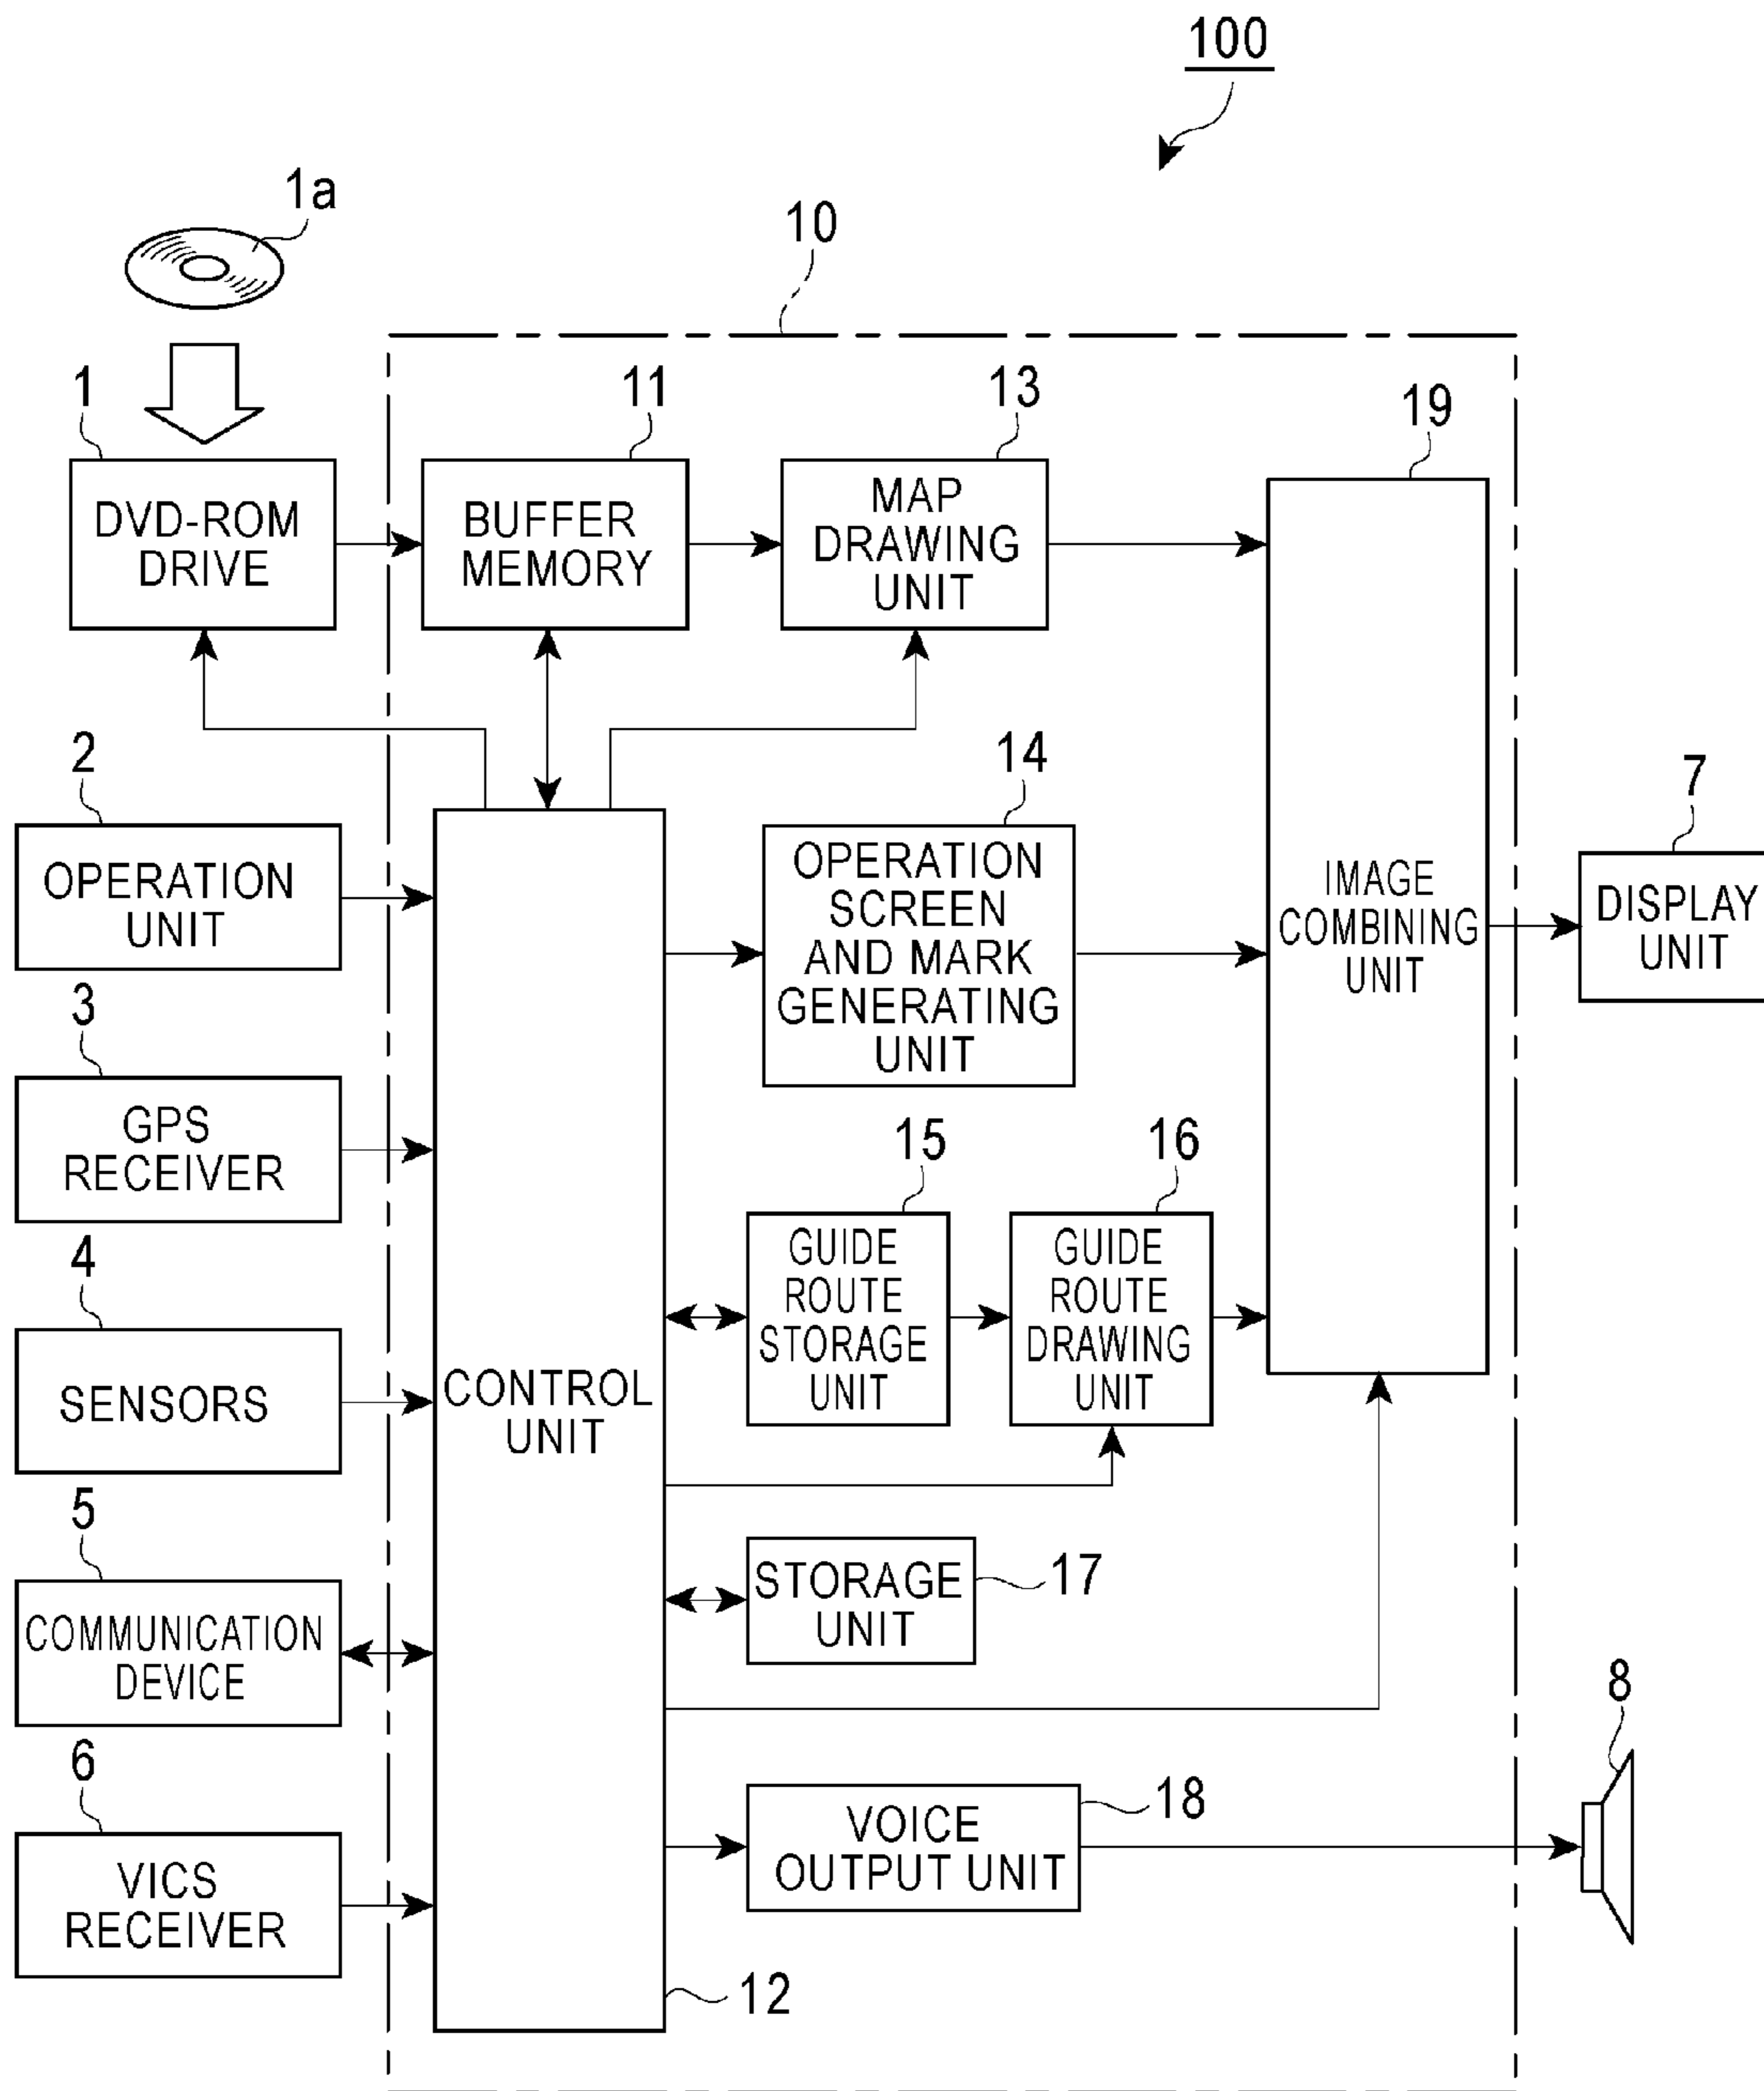 100
1a
10
1
11
13
19
DVD-ROM
DRIVE
BUFFER
MEMORY
MAP
DRAWING
UNIT
2
14
7
OPERATION
UNIT
OPERATION
SCREEN
AND MARK
GENERATING
UNIT
IMAGE
COMBINING
UNIT
DISPLAY
UNIT
3
GPS
RECEIVER
15
16
4
GUIDE
ROUTE
STORAGE
UNIT
GUIDE
ROUTE
DRAWING
UNIT
SENSORS
CONTROL
UNIT
5
STORAGE
UNIT
17
COMMUNICATION
DEVICE
8
6
VOICE
OUTPUT UNIT
18
VICS
RECEIVER
12